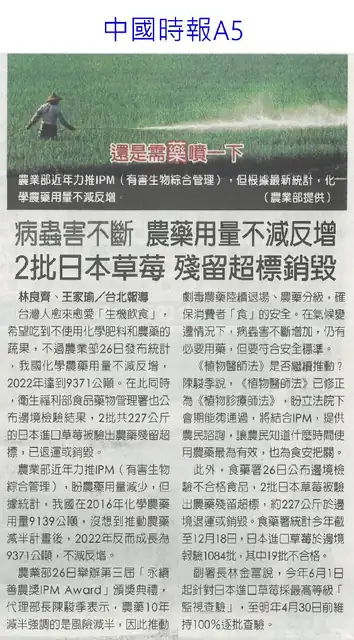 中國時報A5
還是需藥噴一下
農業部近年力推IPM（有害生物綜合管理），但根據最新統計，化
學農藥用量不減反增。（農業部提供）
病蟲害不斷 農藥用量不減反增
2批日本草莓 殘留超標銷毀
林良齊、王家瑜／台北報導
台灣人愈來愈愛「生機飲食」，
希望吃到不使用化學肥料和農藥的
蔬果，不過農業部26日發布統計
，我國化學農藥用量不減反增，
2022年達到9371公噸。在此同時
，衛生福利部食品藥物管理署也公
布邊境檢驗結果，2批共227公斤
的日本進口草莓被驗出農藥殘留超
標，已退運或銷毀。
農業部近年力推IPM（有害生物
綜合管理），盼農藥用量減少，但
據統計，我國在2016年化學農藥
用量9139公噸，沒想到推動農藥
減半計畫後，2022年反而成長為
9371公噸，不減反增。
農業部26日舉辦第三屆「永續
善農獎IPM Award」頒獎典禮，
代理部長陳駿季表示，農藥10年
減半強調的是風險減半，因此推動
劇毒農藥陸續退場、農藥分級，確
保消費者「食」的安全。在氣候變
遷情況下，病蟲害不斷增加，仍有
必要用藥，但要符合安全標準。
《植物醫師法》是否繼續推動？
陳駿季說，《植物醫師法》已修正
為《植物診療師法》，盼立法院下
會期能夠通過，將結合IPM，提供
農民諮詢，讓農民知道什麼時間使
用農藥最為有效，也為食安把關。
此外，食藥署26日公布邊境檢
驗不合格食品，2批日本草莓被驗
出農藥殘留超標，約227公斤於邊
境退運或銷毀。食藥署統計今年截
至12月18日，日本進口草莓於邊境
報驗1084批，其中19批不合格。
副署長林金富說，今年6月1日
起針對日本進口草莓採最高等級「
監視查驗」，至明年4月30日前維
持100%逐批查驗。